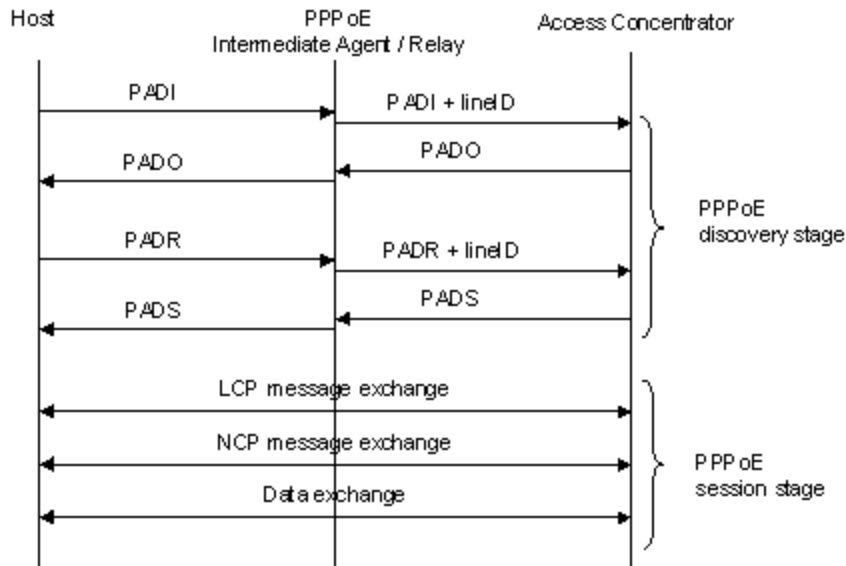 Host
PPPoE
Intermediate Agent / Relay
Access Concentrator
PADI
PADI + lineID
PADO
PADO
PADR
PADR + lineID
PADS
PADS
PPPoE
discovery stage
LCP message exchange
NCP message exchange
Data exchange
PPPoE
session stage